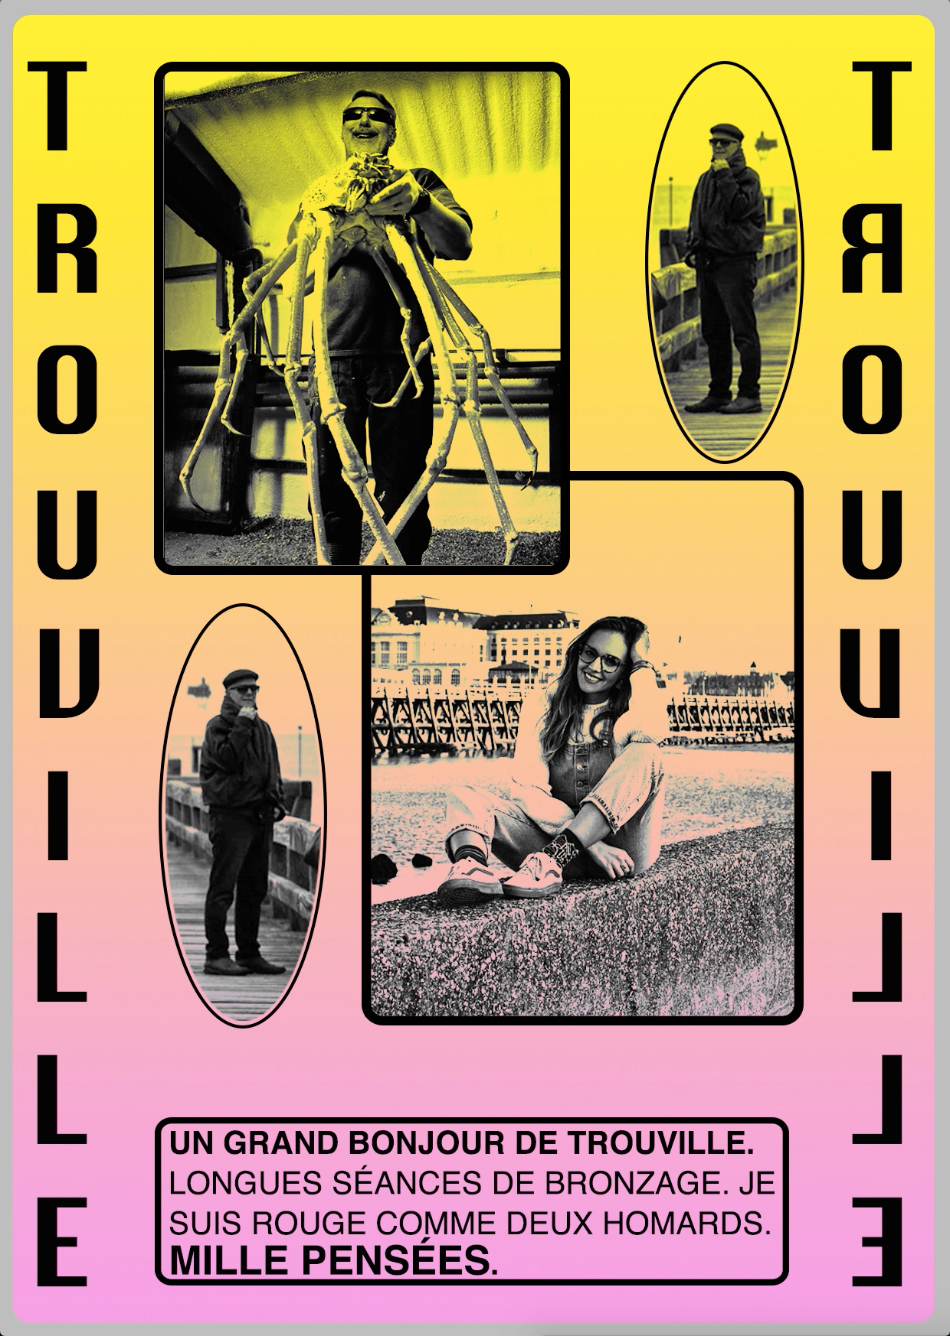 TROUVILLE
TROUVILLE
UN GRAND BONJOUR DE TROUVILLE.
LONGUES SÉANCES DE BRONZAGE. JE
SUIS ROUGE COMME DEUX HOMARDS.
MILLE PENSÉES.